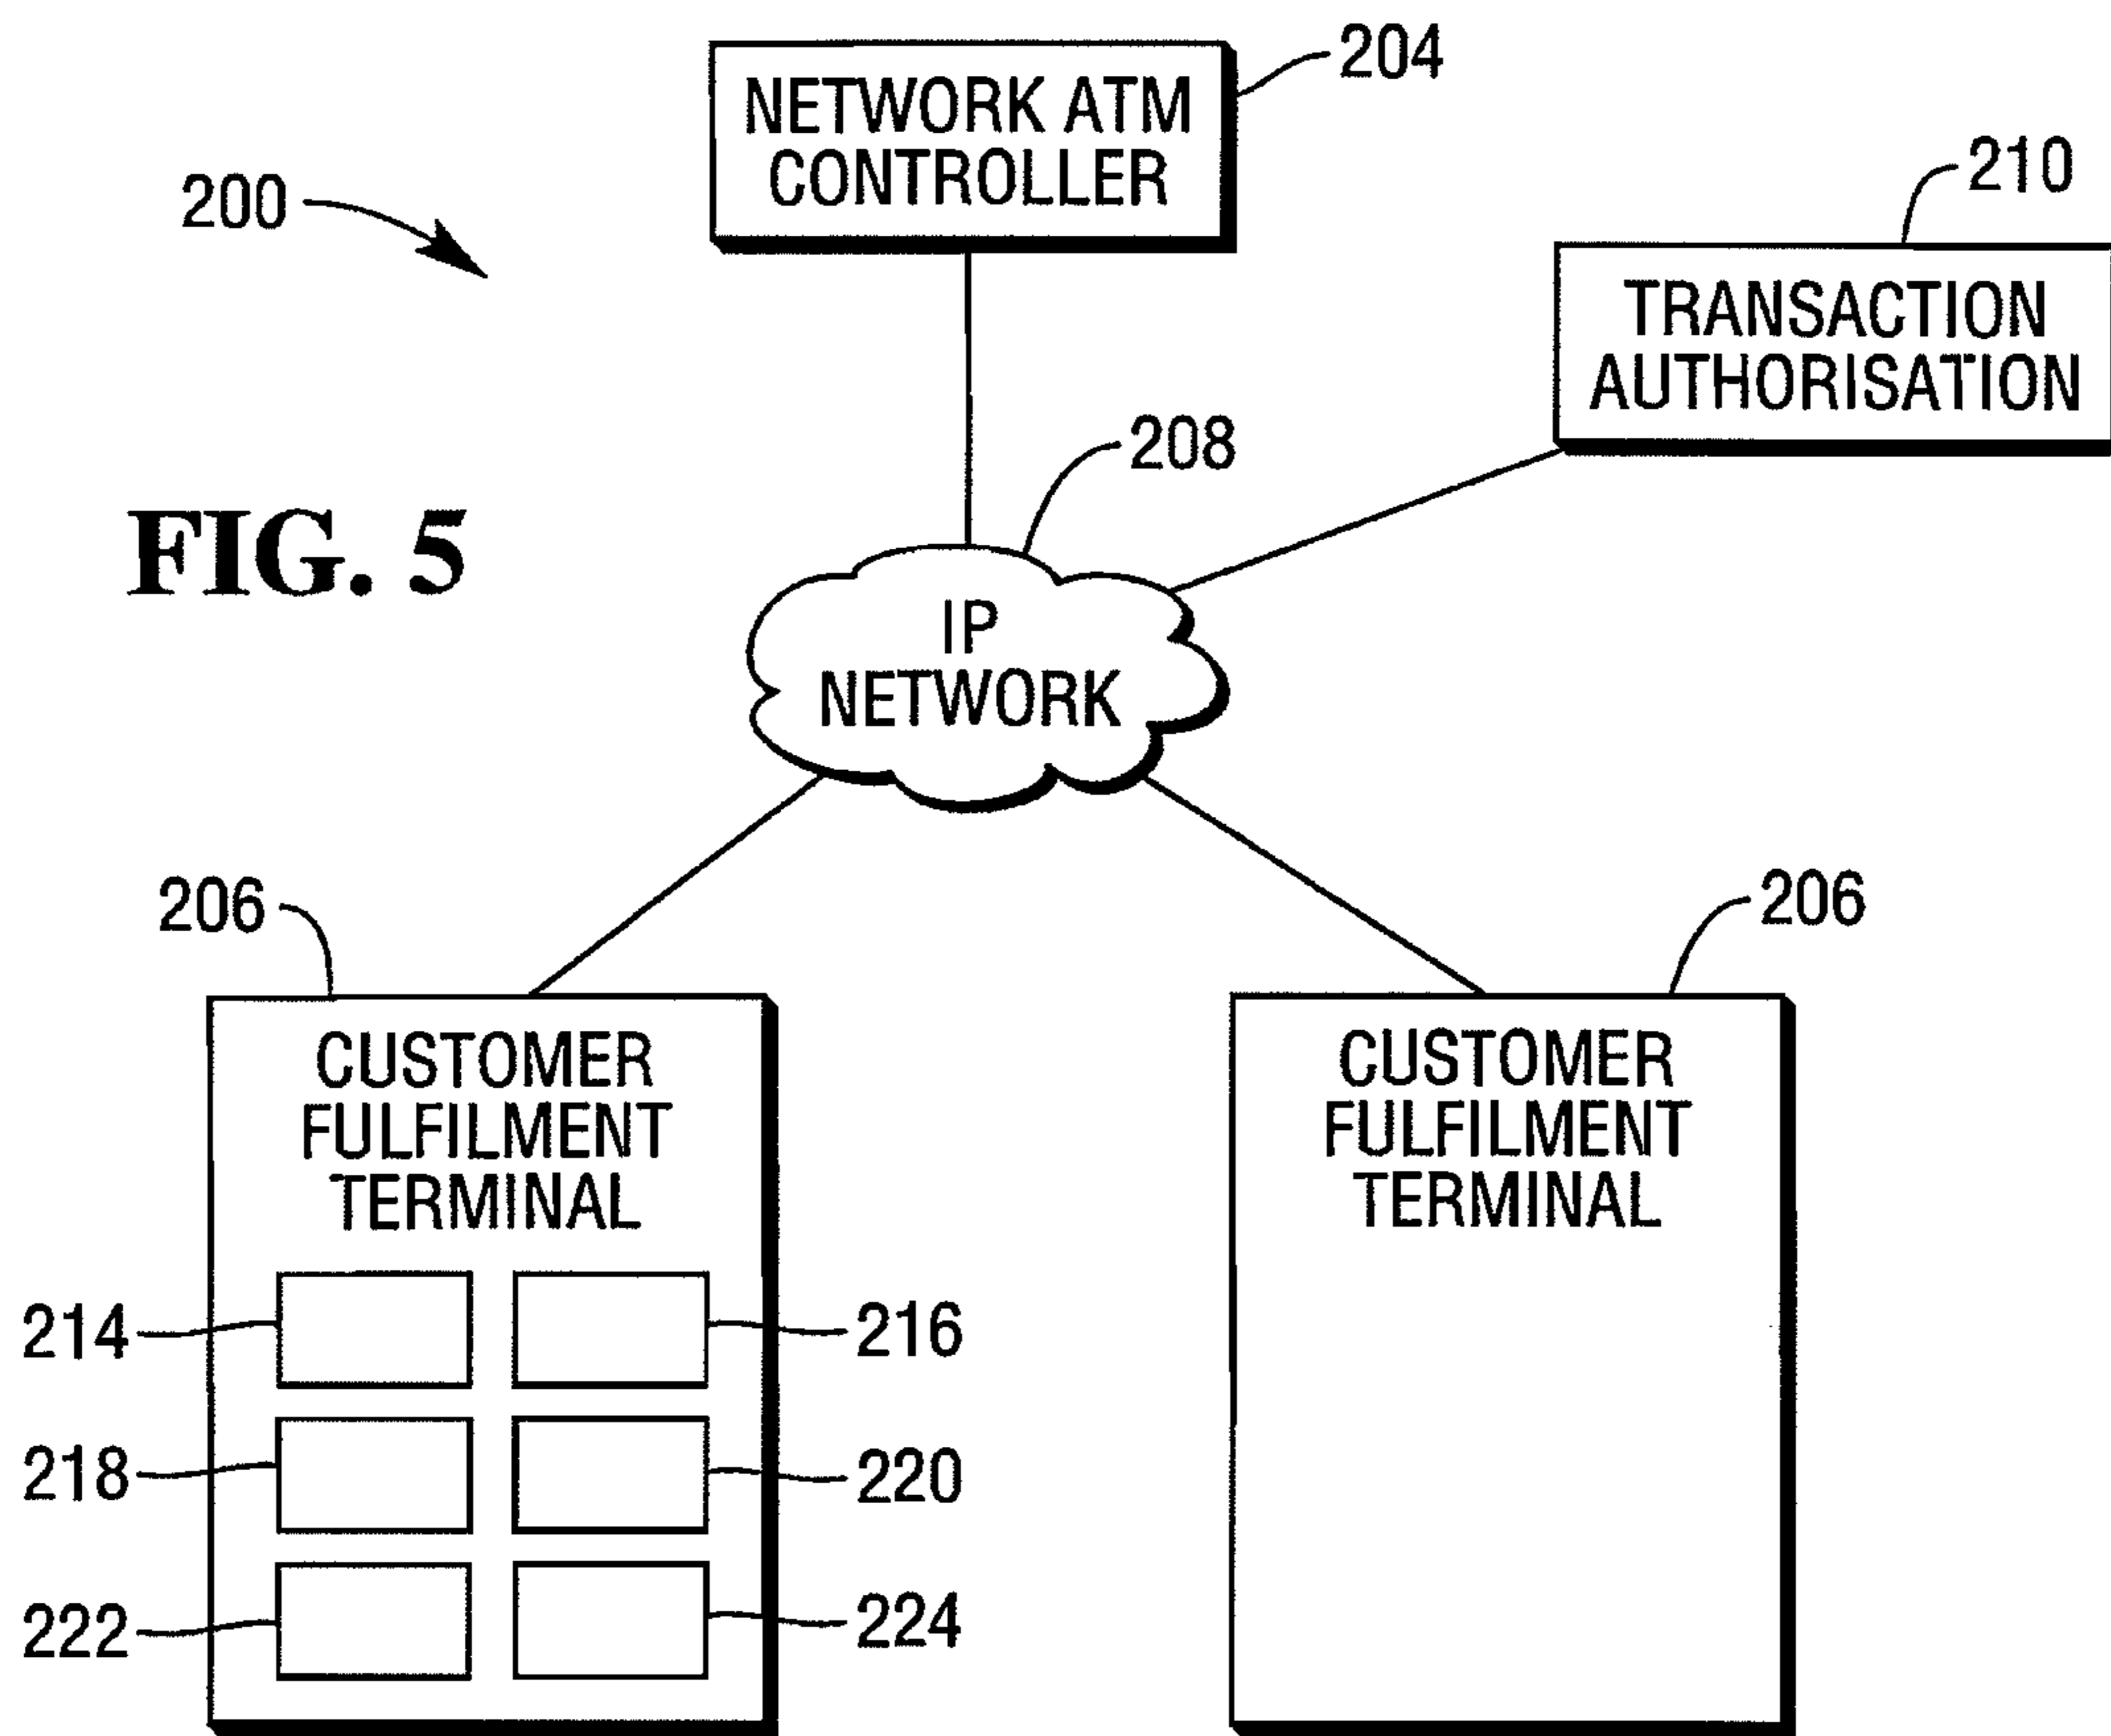 204
NETWORK ATM
CONTROLLER
200
210
TRANSACTION
AUTHORISATION
208
FIG. 5
IP
NETWORK
206
206
CUSTOMER
FULFILMENT
TERMINAL
CUSTOMER
FULFILMENT
TERMINAL
214
216
218
220
222
224